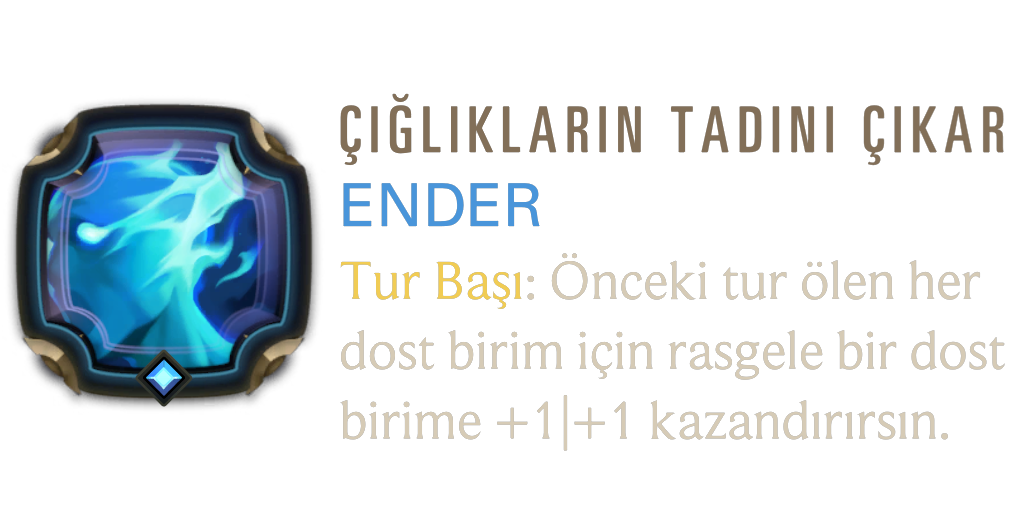 ÇIĞLIKLARIN TADINI ÇIKAR
ENDER
Tur Başı: Önceki tur ölen her
dost birim için rasgele bir dost
birime +1|+1 kazandırırsın.